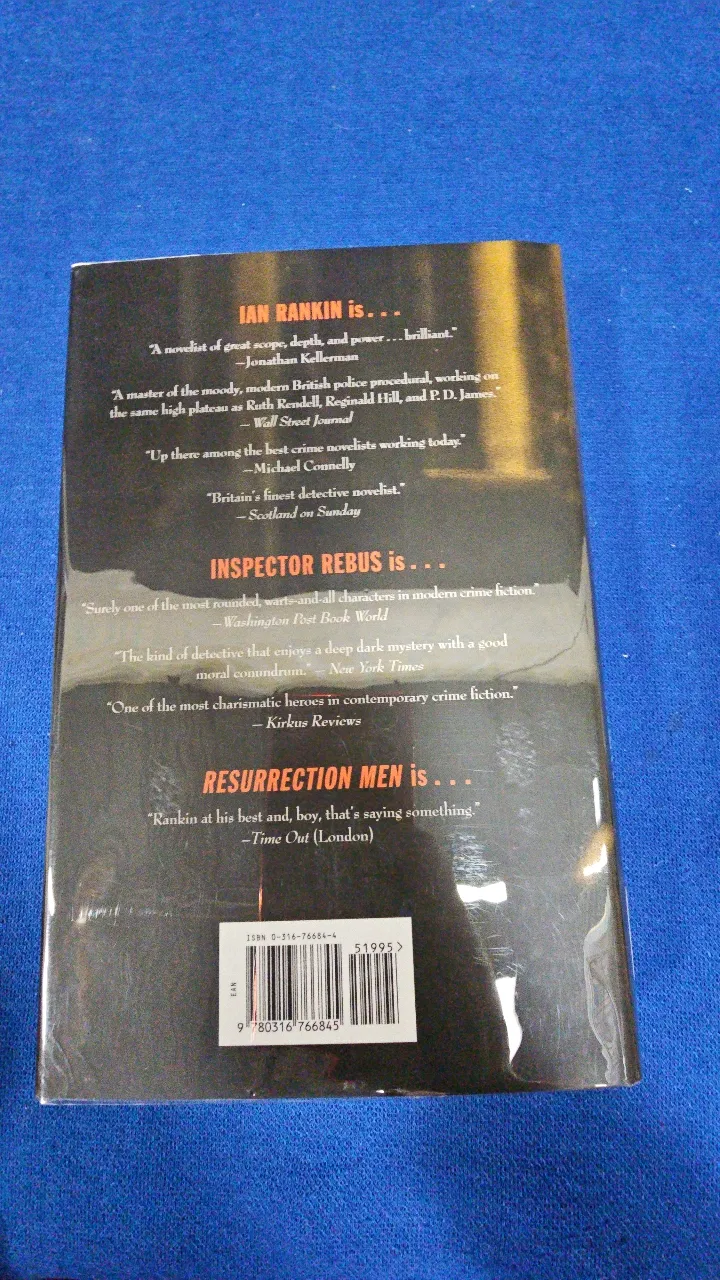 IAN RANKIN is...
“A novelist of great scope, depth, and power...brilliant.”
—Jonathan Kellerman
“A master of the moody, modern British police procedural, working on
the same high plateau as Ruth Rendell, Reginald Hill, and P. D. James.”
— Wall Street Journal
“Up there among the best crime novelists working today.”
—Michael Connelly
“Britain's finest detective novelist.”
— Scotland on Sunday
INSPECTOR REBUS is...
“Surely one of the most rounded, warts-and-all characters in modern crime fiction.”
— Washington Post Book World
“The kind of detective that enjoys a deep dark mystery with a good
moral conundrum.” — New York Times
“One of the most charismatic heroes in contemporary crime fiction.”
— Kirkus Reviews
RESURRECTION MEN is...
“Rankin at his best and, boy, that's saying something.”
—Time Out (London)
ISBN 0-316-76684-4
51995>
EAN
9 780316 766845